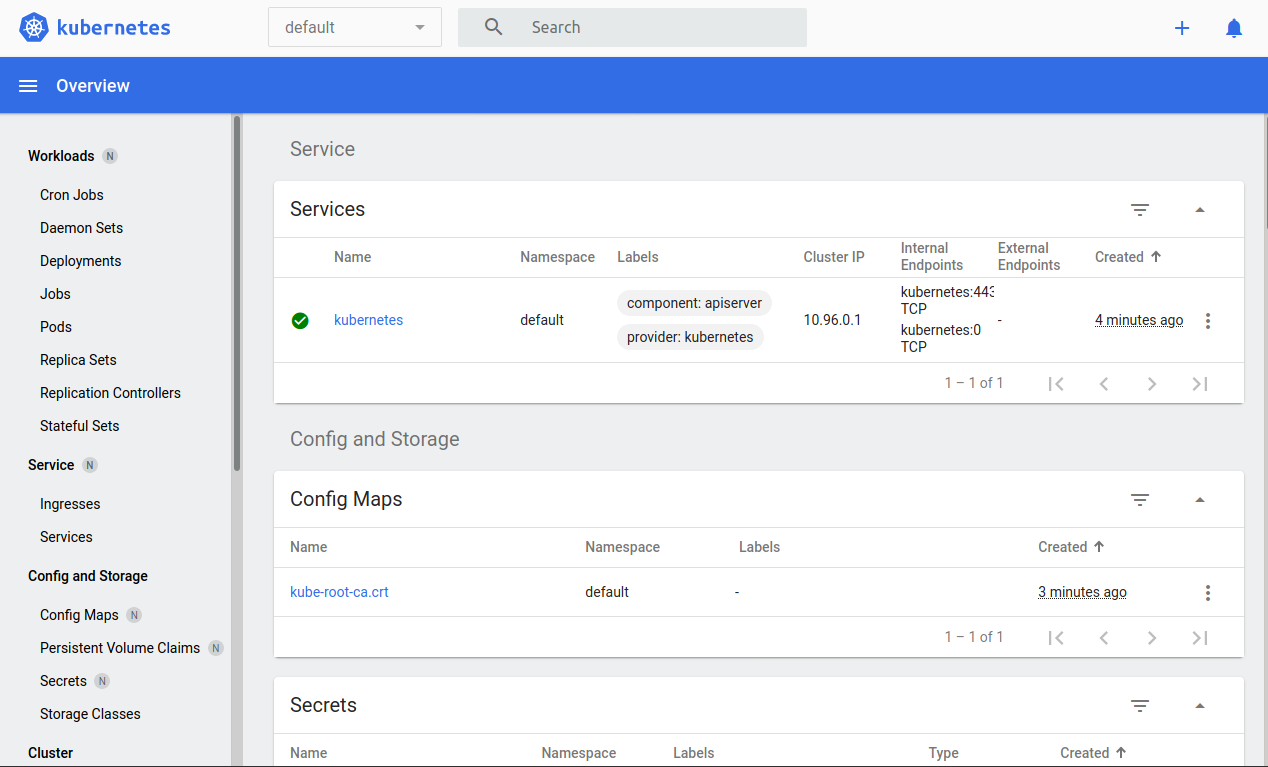 kubernetes
default
Search
Overview
Workloads N
Cron Jobs
Daemon Sets
Deployments
Jobs
Pods
Replica Sets
Replication Controllers
Stateful Sets
Service N
Ingresses
Services
Config and Storage
Config Maps N
Persistent Volume Claims N
Secrets N
Storage Classes
Cluster
Service
Services
Name Namespace Labels Cluster IP Internal Endpoints External Endpoints Created
kubernetes default component: apiserver provider: kubernetes 10.96.0.1 kubernetes:443 TCP kubernetes:0 TCP - 4 minutes ago
1 – 1 of 1
Config and Storage
Config Maps
Name Namespace Labels Created
kube-root-ca.crt default - 3 minutes ago
1 – 1 of 1
Secrets
Name Namespace Labels Type Created